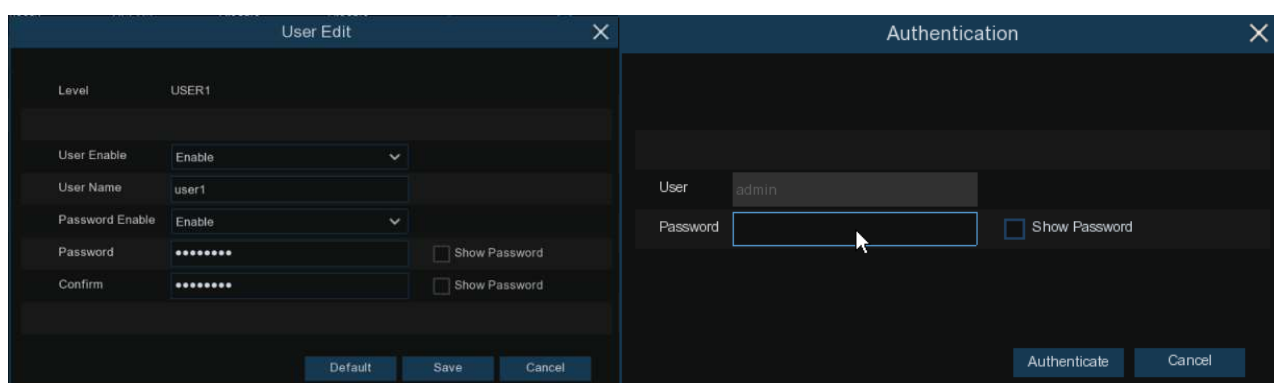 User Edit
Level USER1
User Enable Enable
User Name user1
Password Enable Enable
Password •••••••• Show Password
Confirm •••••••• Show Password
Default Save Cancel
Authentication
User admin
Password Show Password
Authenticate Cancel